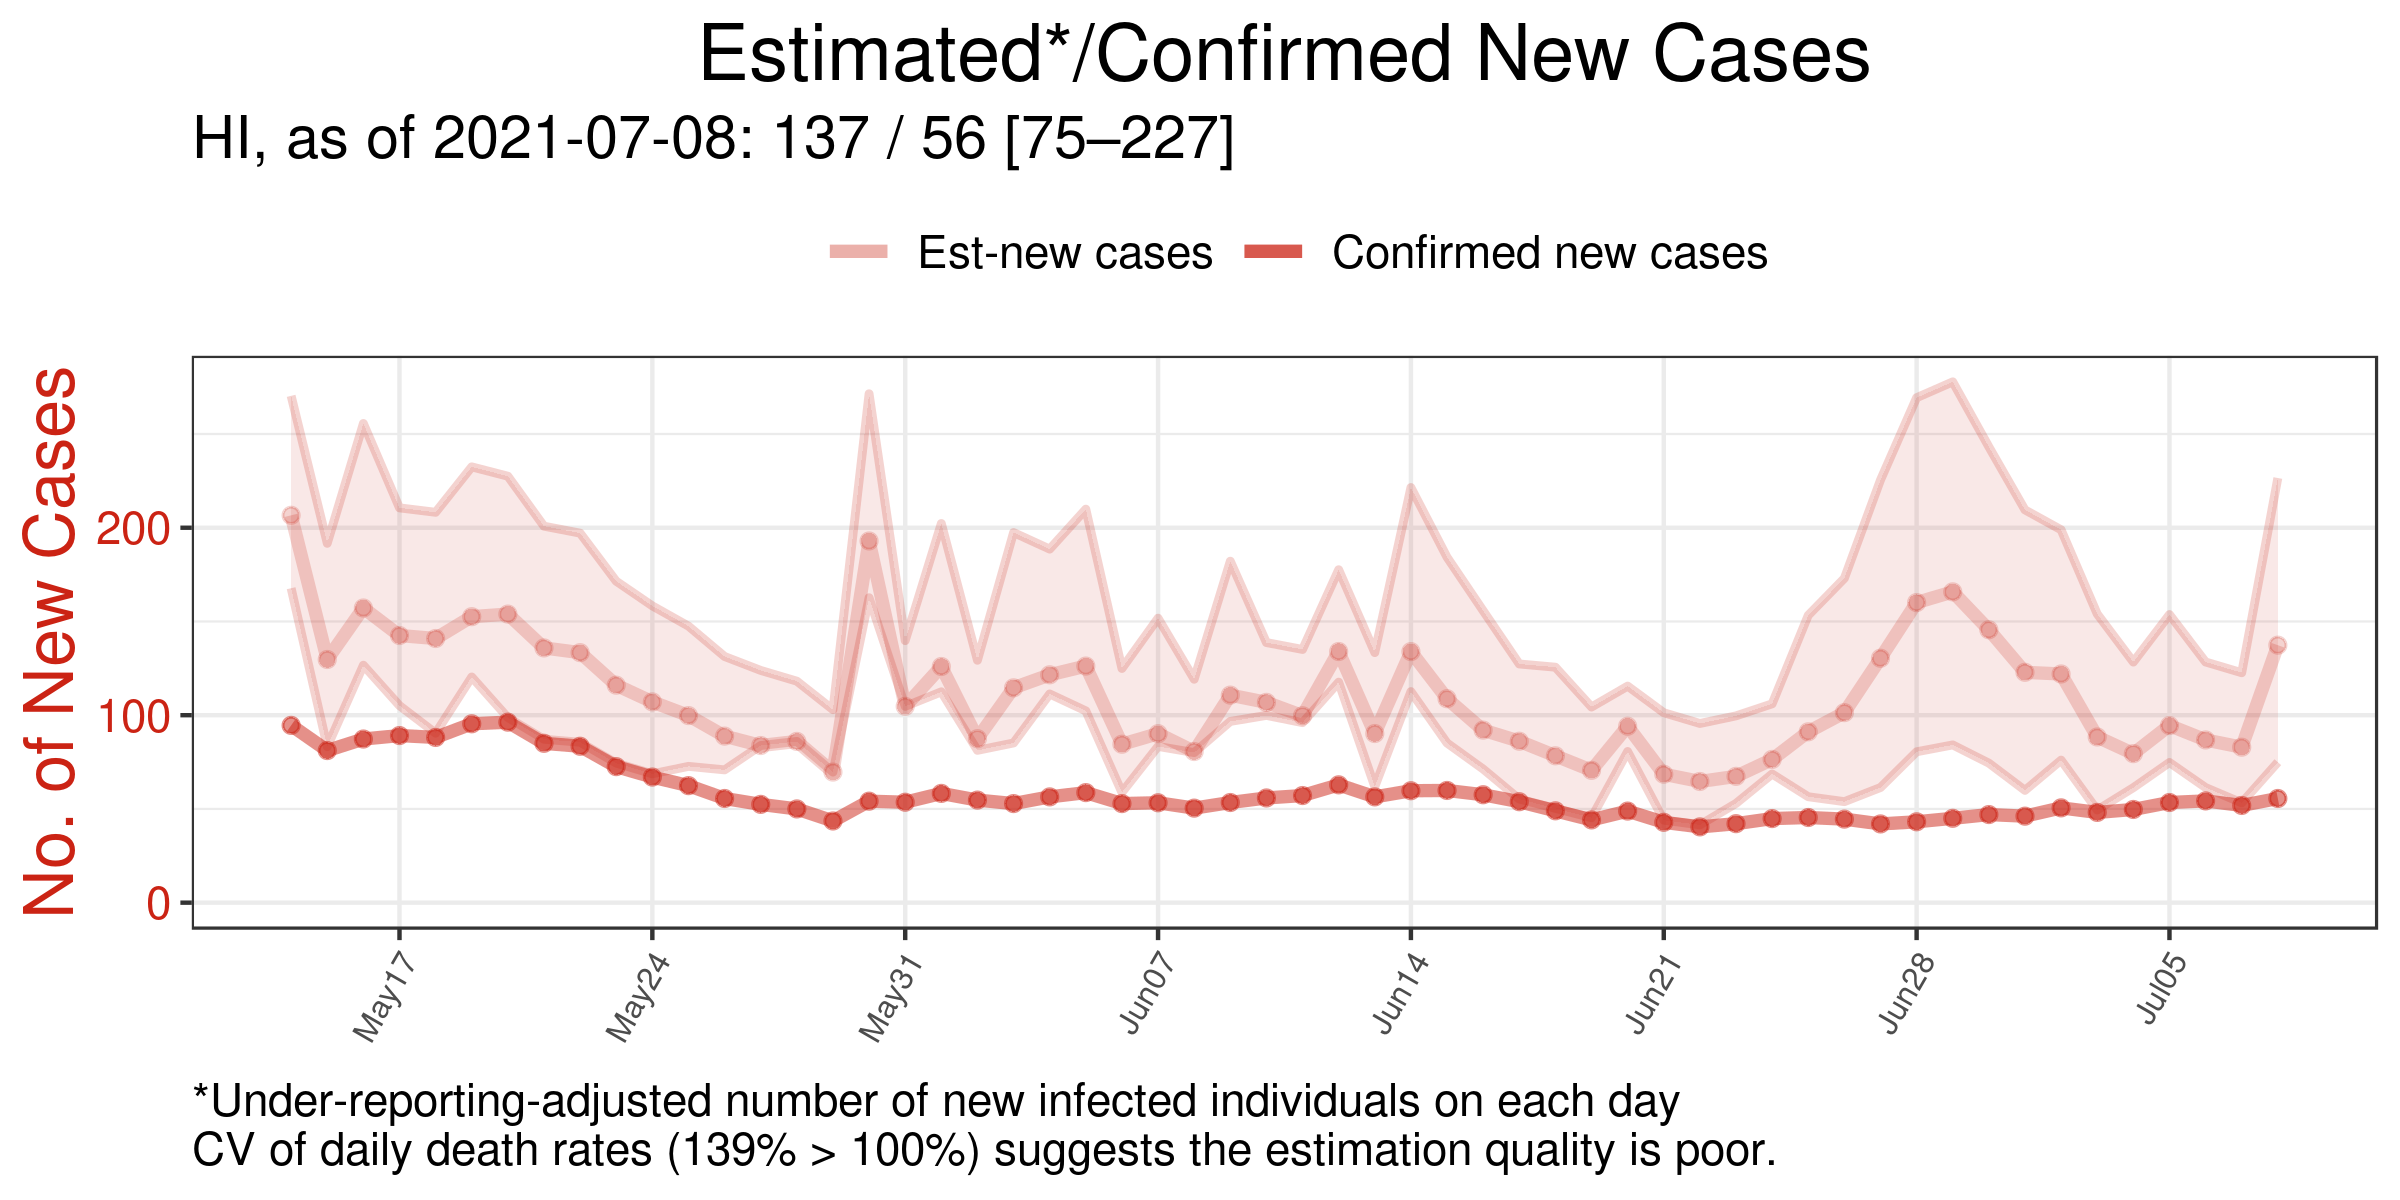 Estimated*/Confirmed New Cases
HI, as of 2021-07-08: 137 / 56 [75–227]
Est-new cases
Confirmed new cases
No. of New Cases
200
100
0
May17
May24
May31
Jun07
Jun14
Jun21
Jun28
Jul05
*Under-reporting-adjusted number of new infected individuals on each day
CV of daily death rates (139% > 100%) suggests the estimation quality is poor.